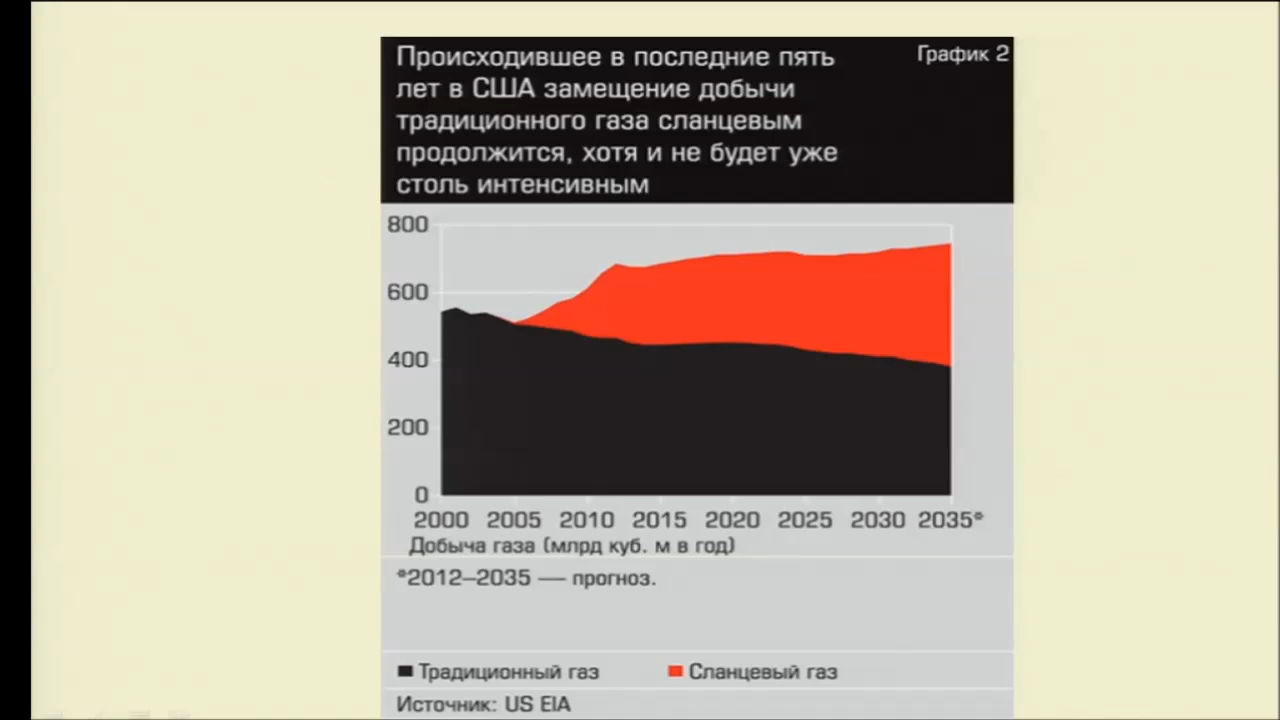 Происходившее в последние пять
График 2
лет в США замещение добычи
традиционного газа сланцевым
продолжится, хотя и не будет уже
столь интенсивным
800
600
400
200
0
2000 2005 2010 2015 2020 2025 2030 2035*
Добыча газа (млрд куб. м в год)
*2012–2035 — прогноз.
Традиционный газ
Сланцевый газ
Источник: US EIA